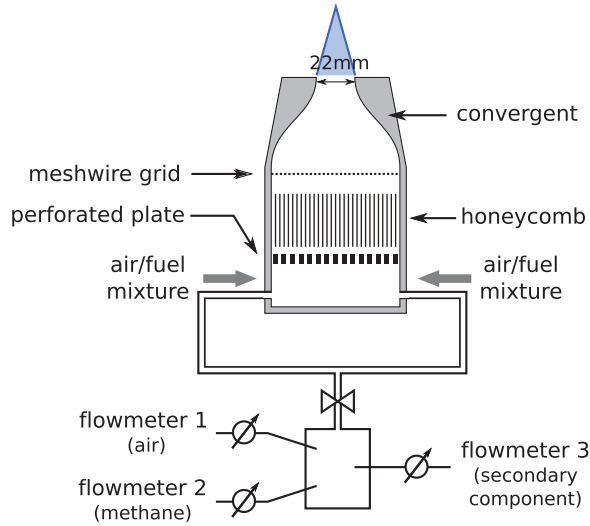 22mm
convergent
meshwire grid
perforated plate
honeycomb
air/fuel
mixture
air/fuel
mixture
flowmeter 1
(air)
flowmeter 2
(methane)
flowmeter 3
(secondary
component)